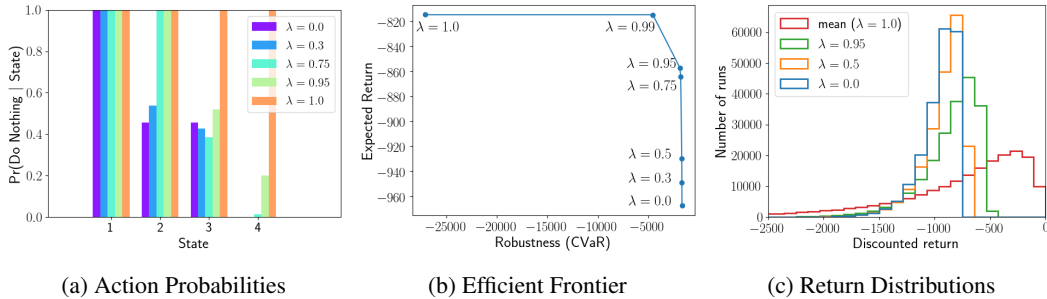 Pr(Do Nothing | State)
1.0
0.8
0.6
0.4
0.2
0.0
λ = 0.0
λ = 0.3
λ = 0.75
λ = 0.95
λ = 1.0
1 2 3 4
State
(a) Action Probabilities
Expected Return
−820
−840
−860
−880
−900
−920
−940
−960
λ = 1.0
λ = 0.99
λ = 0.95
λ = 0.75
λ = 0.5
λ = 0.3
λ = 0.0
−25000 −20000 −15000 −10000 −5000
Robustness (CVaR)
(b) Efficient Frontier
Number of runs
60000
50000
40000
30000
20000
10000
0
mean (λ = 1.0)
λ = 0.95
λ = 0.5
λ = 0.0
−2500 −2000 −1500 −1000 −500 0
Discounted return
(c) Return Distributions